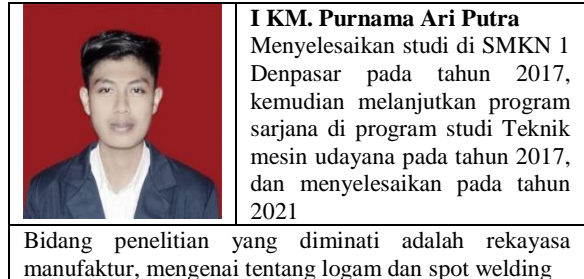 I KM. Purnama Ari Putra
Menyelesaikan studi di SMKN 1
Denpasar pada tahun 2017,
kemudian melanjutkan program
sarjana di program studi Teknik
mesin udayana pada tahun 2017,
dan menyelesaikan pada tahun
2021
Bidang penelitian yang diminati adalah rekayasa
manufaktur, mengenai tentang logam dan spot welding